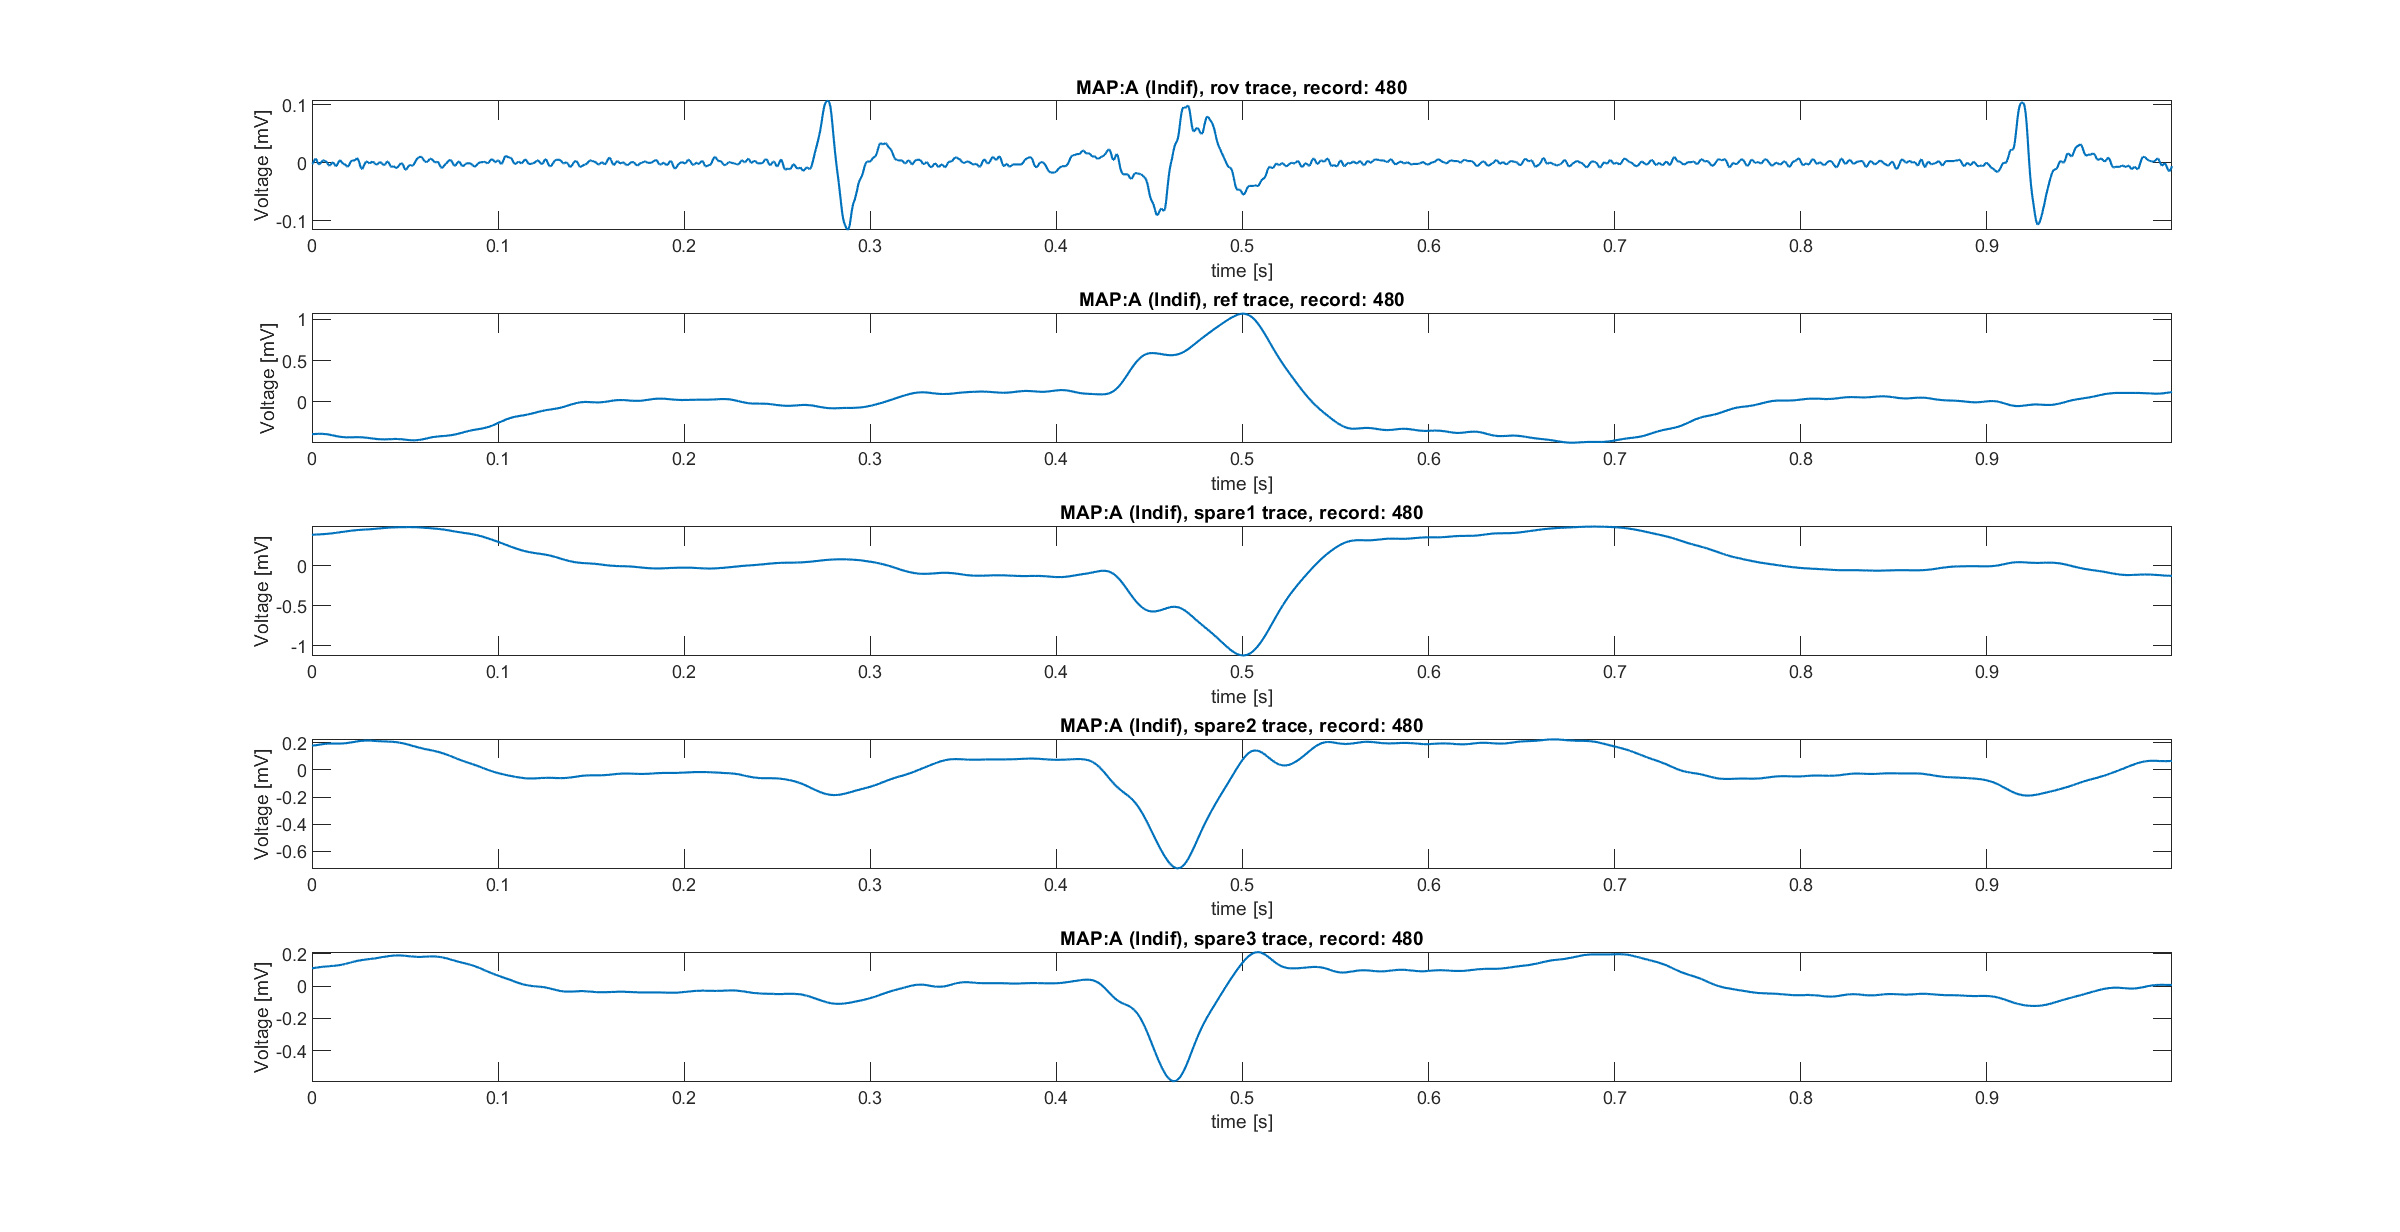 MAP:A (Indif), rov trace, record: 480
Voltage [mV]
0.1
0
-0.1
0 0.1 0.2 0.3 0.4 0.5 0.6 0.7 0.8 0.9
time [s]
MAP:A (Indif), ref trace, record: 480
Voltage [mV]
1
0.5
0
0 0.1 0.2 0.3 0.4 0.5 0.6 0.7 0.8 0.9
time [s]
MAP:A (Indif), spare1 trace, record: 480
Voltage [mV]
0
-0.5
-1
0 0.1 0.2 0.3 0.4 0.5 0.6 0.7 0.8 0.9
time [s]
MAP:A (Indif), spare2 trace, record: 480
Voltage [mV]
0.2
0
-0.2
-0.4
-0.6
0 0.1 0.2 0.3 0.4 0.5 0.6 0.7 0.8 0.9
time [s]
MAP:A (Indif), spare3 trace, record: 480
Voltage [mV]
0.2
0
-0.2
-0.4
0 0.1 0.2 0.3 0.4 0.5 0.6 0.7 0.8 0.9
time [s]